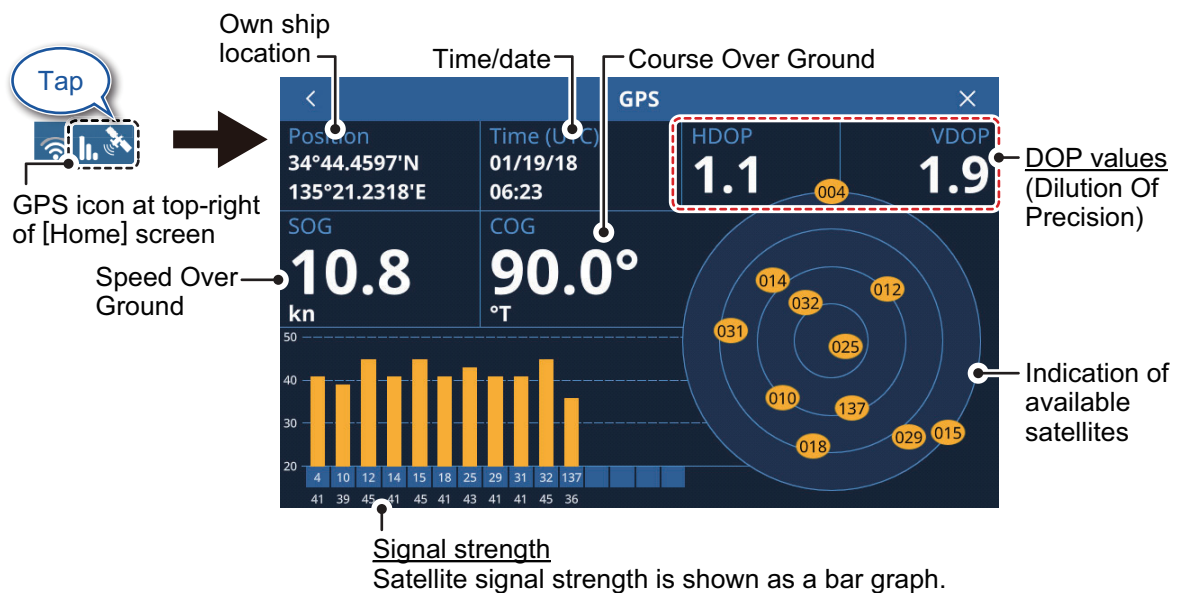 Own ship
location
Time/date
Course Over Ground
Tap
GPS
Position
34°44.4597'N
135°21.2318'E
Time (UTC)
01/19/18
06:23
HDOP
1.1
VDOP
1.9
DOP values
(Dilution Of
Precision)
GPS icon at top-right
of [Home] screen
SOG
10.8
kn
COG
90.0°
°T
Speed Over
Ground
004
014
012
032
031
025
010
137
018
029
015
Indication of
available
satellites
50
40
30
20
4 10 12 14 15 18 25 29 31 32 137
41 39 45 41 45 41 43 41 41 45 36
Signal strength
Satellite signal strength is shown as a bar graph.